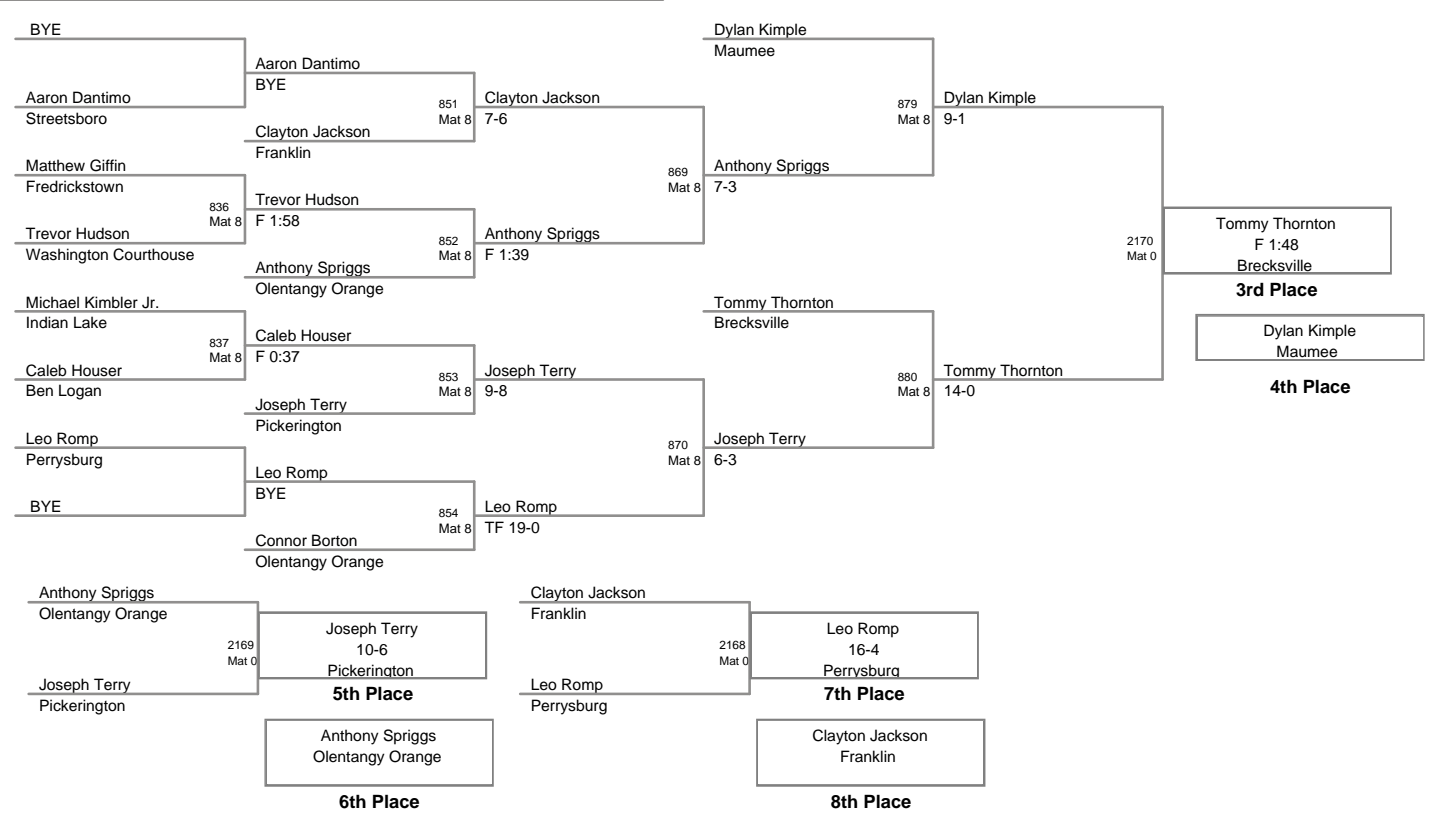 BYE
Aaron Dantimo
Streetsboro
Matthew Giffin
Fredrickstown
836
Mat 8
Trevor Hudson
Washington Courthouse
Michael Kimbler Jr.
Indian Lake
837
Mat 8
Caleb Houser
Ben Logan
Leo Romp
Perrysburg
BYE
Aaron Dantimo
BYE
851
Mat 8
Clayton Jackson
Franklin
Trevor Hudson
F 1:58
852
Mat 8
Anthony Spriggs
Olentangy Orange
Caleb Houser
F 0:37
853
Mat 8
Joseph Terry
Pickerington
Leo Romp
BYE
854
Mat 8
Connor Borton
Olentangy Orange
Clayton Jackson
7-6
869
Mat 8
Anthony Spriggs
F 1:39
Joseph Terry
9-8
870
Mat 8
Leo Romp
TF 19-0
Dylan Kimple
Maumee
879
Mat 8
Anthony Spriggs
7-3
Tommy Thornton
Brecksville
880
Mat 8
Joseph Terry
6-3
Dylan Kimple
9-1
2170
Mat 0
Tommy Thornton
14-0
Tommy Thornton
F 1:48
Brecksville
3rd Place
Dylan Kimple
Maumee
4th Place
Anthony Spriggs
Olentangy Orange
2169
Mat 0
Joseph Terry
Pickerington
Joseph Terry
10-6
Pickerington
5th Place
Anthony Spriggs
Olentangy Orange
6th Place
Clayton Jackson
Franklin
2168
Mat 0
Leo Romp
Perrysburg
Leo Romp
16-4
Perrysburg
7th Place
Clayton Jackson
Franklin
8th Place